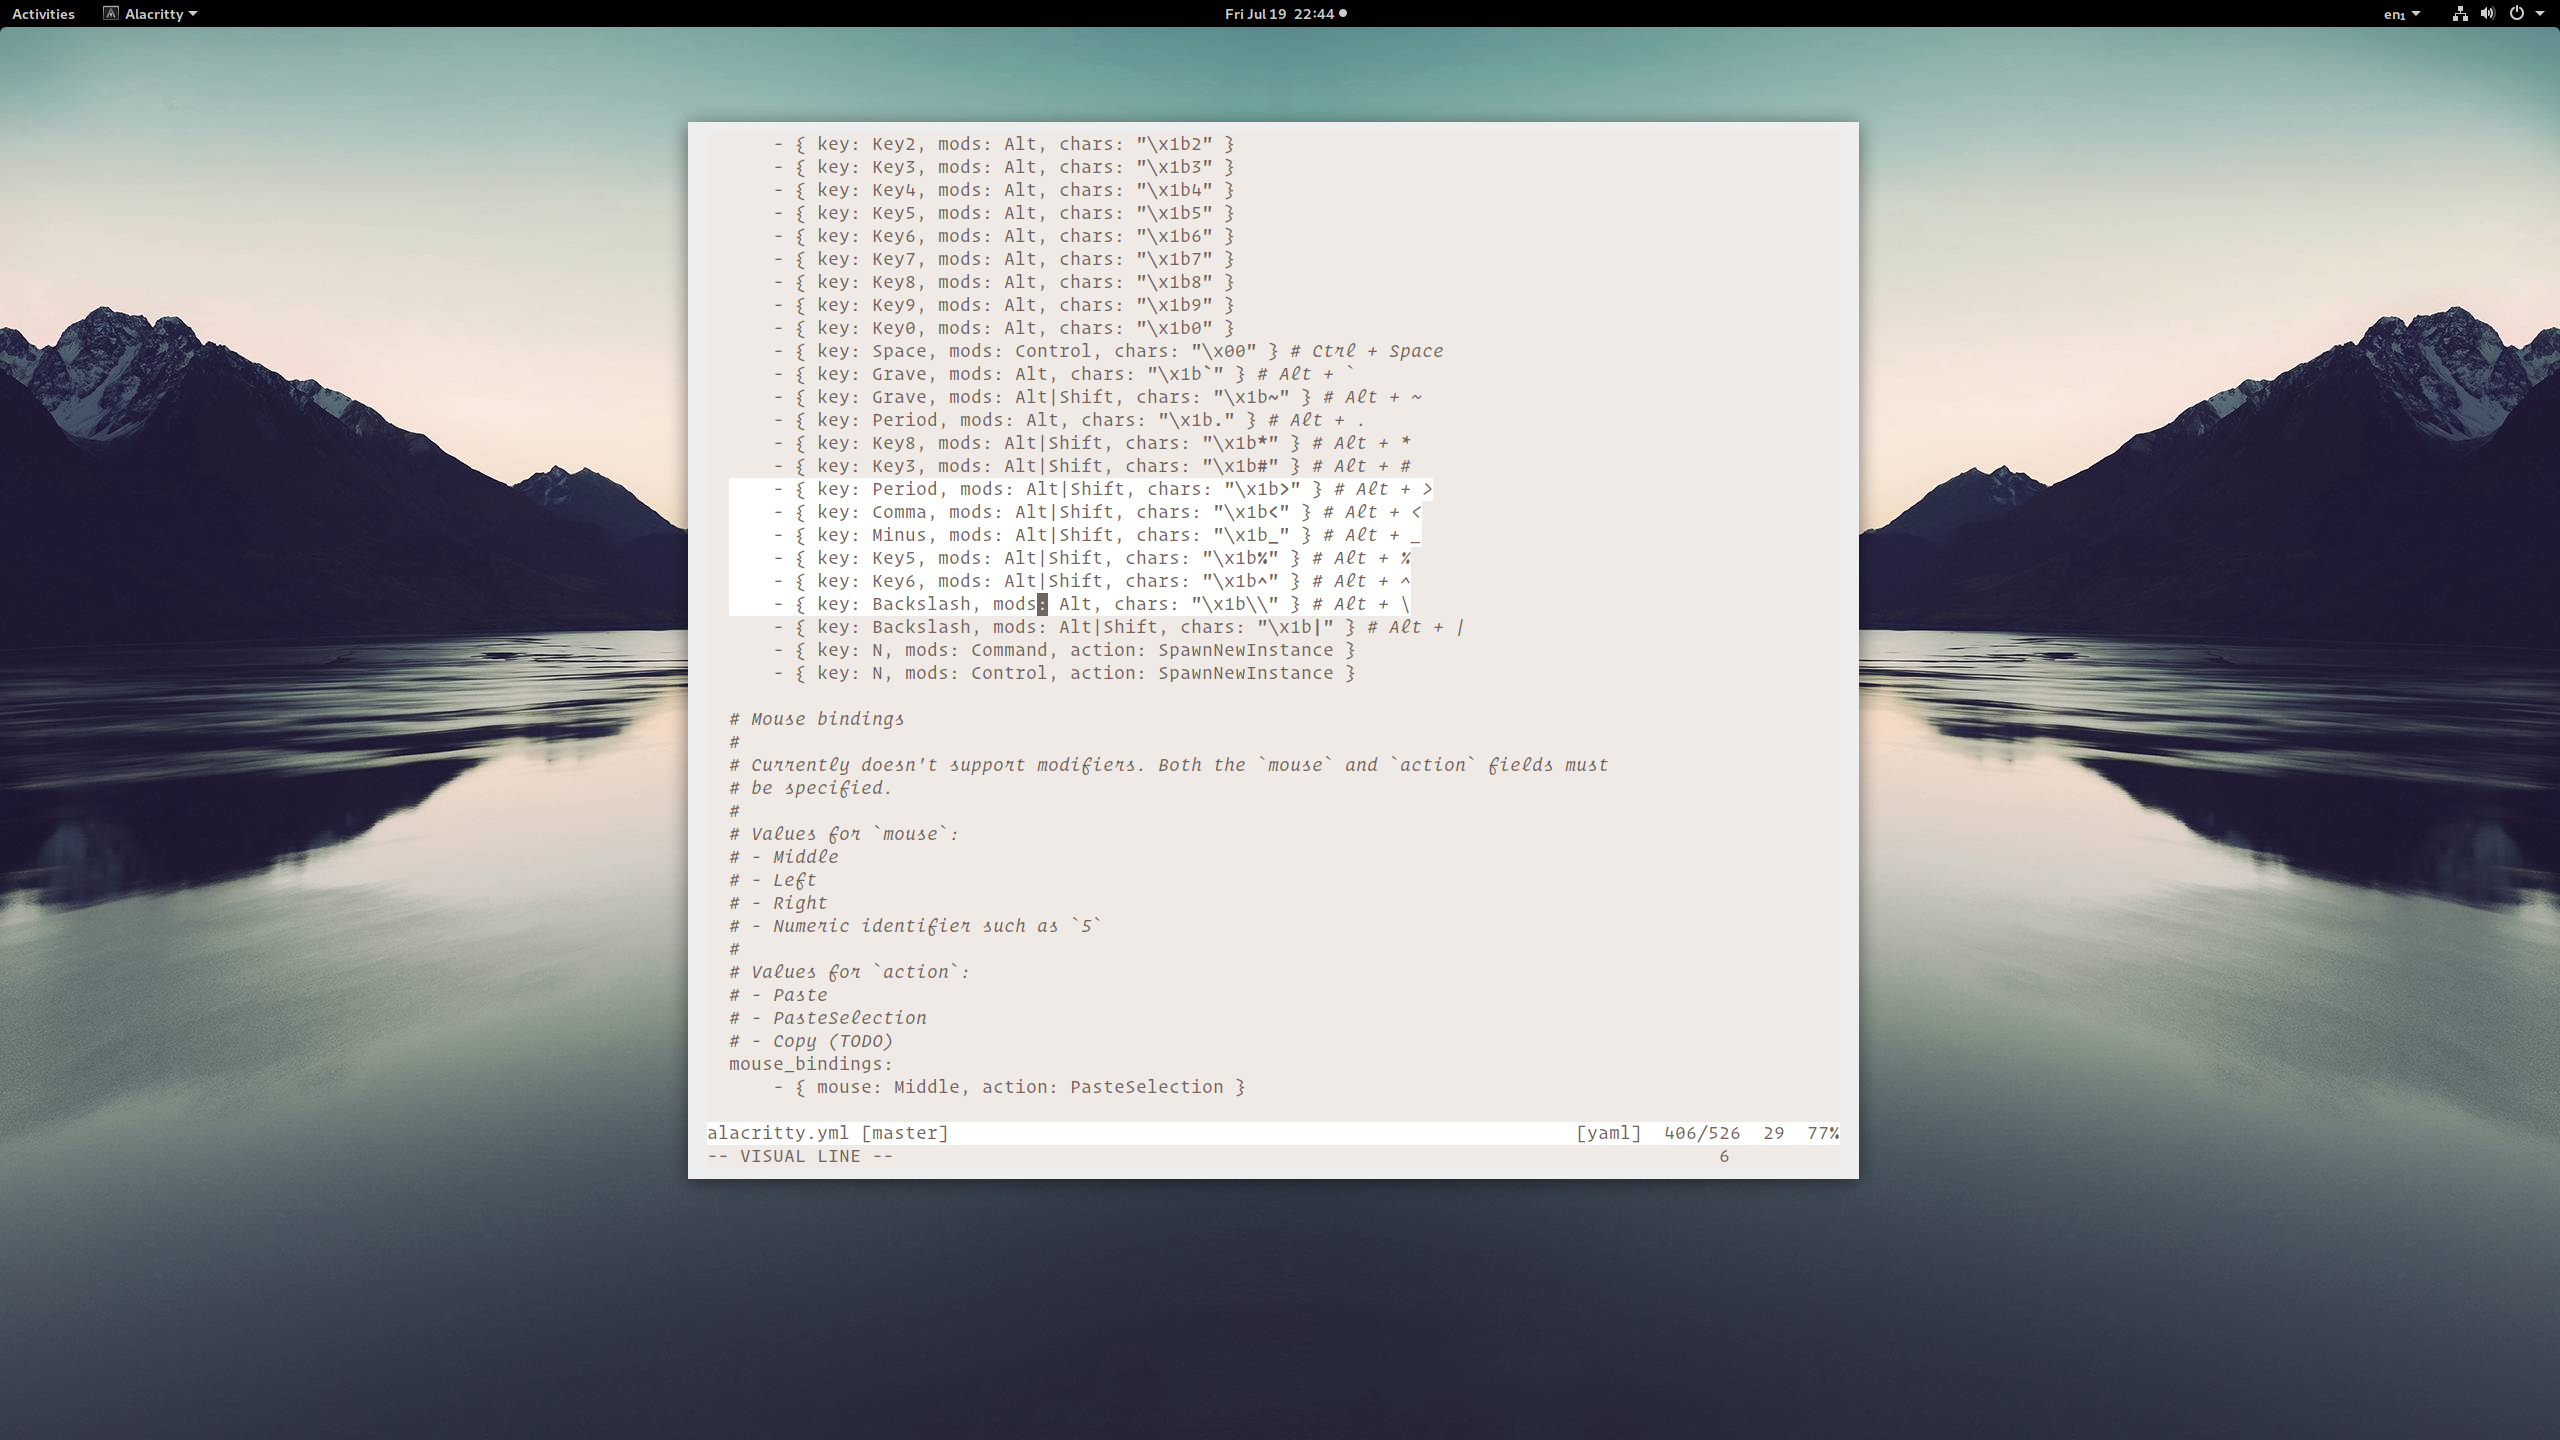 Activities Alacritty Fri Jul 19 22:44 en₁
- { key: Key2, mods: Alt, chars: "\x1b2" }
- { key: Key3, mods: Alt, chars: "\x1b3" }
- { key: Key4, mods: Alt, chars: "\x1b4" }
- { key: Key5, mods: Alt, chars: "\x1b5" }
- { key: Key6, mods: Alt, chars: "\x1b6" }
- { key: Key7, mods: Alt, chars: "\x1b7" }
- { key: Key8, mods: Alt, chars: "\x1b8" }
- { key: Key9, mods: Alt, chars: "\x1b9" }
- { key: Key0, mods: Alt, chars: "\x1b0" }
- { key: Space, mods: Control, chars: "\x00" } # Ctrl + Space
- { key: Grave, mods: Alt, chars: "\x1b`" } # Alt + `
- { key: Grave, mods: Alt|Shift, chars: "\x1b~" } # Alt + ~
- { key: Period, mods: Alt, chars: "\x1b." } # Alt + .
- { key: Key8, mods: Alt|Shift, chars: "\x1b*" } # Alt + *
- { key: Key3, mods: Alt|Shift, chars: "\x1b#" } # Alt + #
- { key: Period, mods: Alt|Shift, chars: "\x1b>" } # Alt + >
- { key: Comma, mods: Alt|Shift, chars: "\x1b<" } # Alt + <
- { key: Minus, mods: Alt|Shift, chars: "\x1b_" } # Alt + _
- { key: Key5, mods: Alt|Shift, chars: "\x1b%" } # Alt + %
- { key: Key6, mods: Alt|Shift, chars: "\x1b^" } # Alt + ^
- { key: Backslash, mods: Alt, chars: "\x1b\\" } # Alt + \
- { key: Backslash, mods: Alt|Shift, chars: "\x1b|" } # Alt + |
- { key: N, mods: Command, action: SpawnNewInstance }
- { key: N, mods: Control, action: SpawnNewInstance }
# Mouse bindings
#
# Currently doesn't support modifiers. Both the `mouse` and `action` fields must
# be specified.
#
# Values for `mouse`:
# - Middle
# - Left
# - Right
# - Numeric identifier such as `5`
#
# Values for `action`:
# - Paste
# - PasteSelection
# - Copy (TODO)
mouse_bindings:
- { mouse: Middle, action: PasteSelection }
alacritty.yml [master] [yaml] 406/526 29 77%
-- VISUAL LINE -- 6